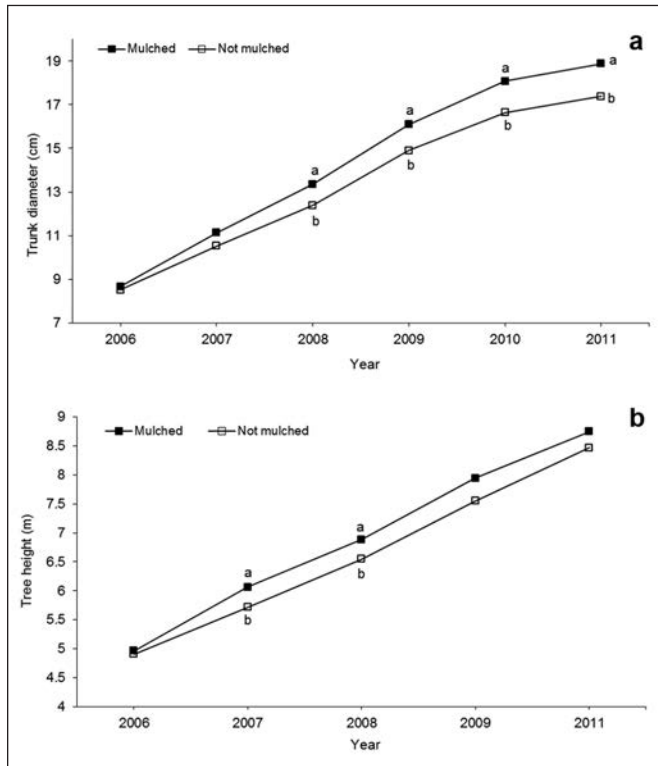 a
Mulched Not mulched
19
17
15
13
11
9
7
Trunk diameter (cm)
a
a
a
a
b
b
b
b
2006 2007 2008 2009 2010 2011
Year
b
Mulched Not mulched
9
8.5
8
7.5
7
6.5
6
5.5
5
4.5
4
Tree height (m)
a
a
b
b
2006 2007 2008 2009 2011
Year